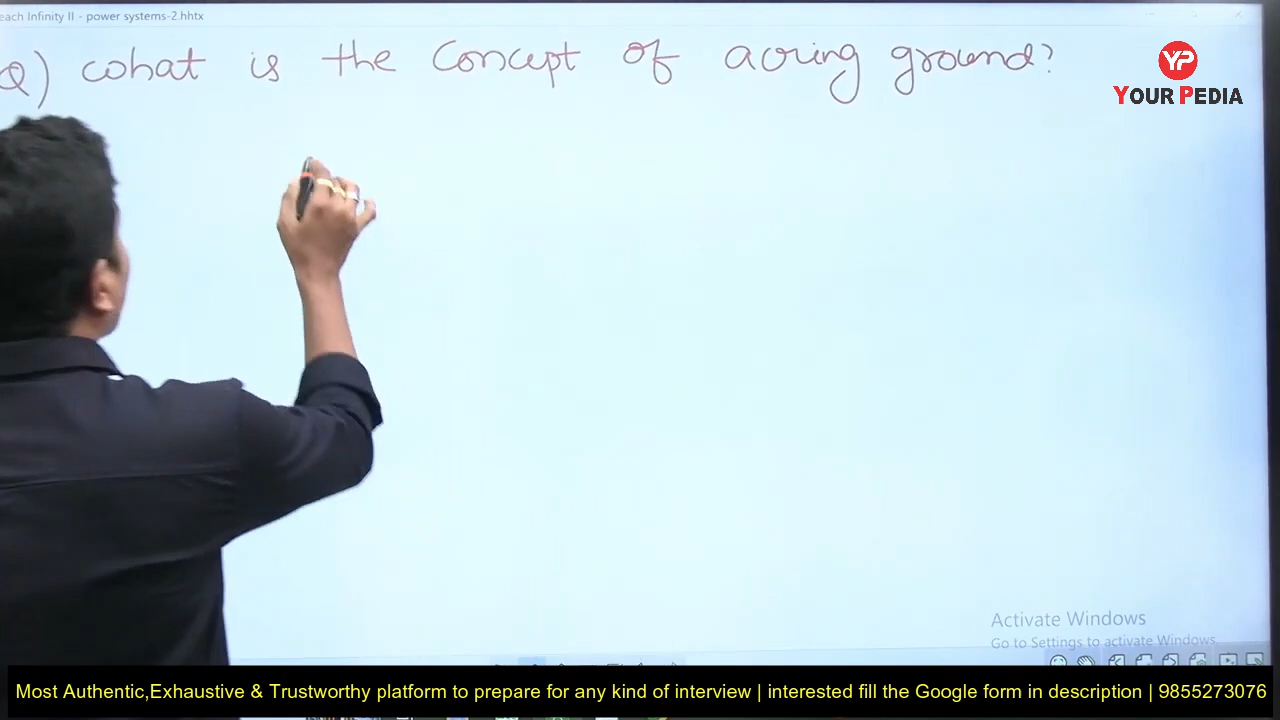 each Infinity II - power systems-2.hhtx
Q) what is the concept of acring ground?
YP
YOUR PEDIA
Activate Windows
Go to Settings to activate Windows.
Most Authentic,Exhaustive & Trustworthy platform to prepare for any kind of interview | interested fill the Google form in description | 9855273076